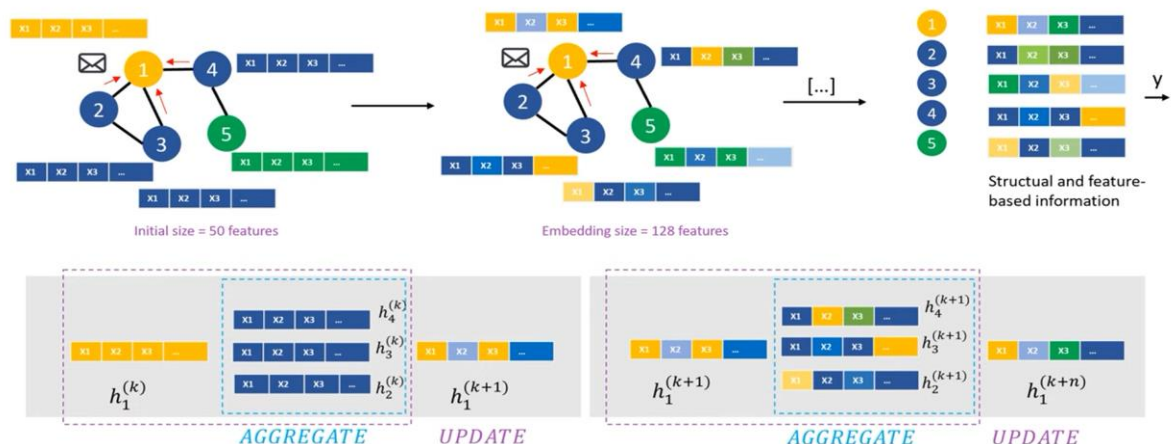 X1 X2 X3 ...
1
4
X1 X2 X3 ...
2
3
5
X1 X2 X3 ...
X1 X2 X3 ...
X1 X2 X3 ...
Initial size = 50 features
X1 X2 X3 ...
1
4
X1 X2 X3 ...
2
3
5
X1 X2 X3 ...
X1 X2 X3 ...
X1 X2 X3 ...
Embedding size = 128 features
[...]
1 X1 X2 X3 ...
2 X1 X2 X3 ...
3 X1 X2 X3 ...
4 X1 X2 X3 ...
5 X1 X2 X3 ...
y
Structual and feature-
based information
X1 X2 X3 ...
h₁^(k)
X1 X2 X3 ... h₄^(k)
X1 X2 X3 ... h₃^(k)
X1 X2 X3 ... h₂^(k)
X1 X2 X3 ...
h₁^(k+1)
AGGREGATE UPDATE
X1 X2 X3 ...
h₁^(k+1)
X1 X2 X3 ... h₄^(k+1)
X1 X2 X3 ... h₃^(k+1)
X1 X2 X3 ... h₂^(k+1)
X1 X2 X3 ...
h₁^(k+n)
AGGREGATE UPDATE